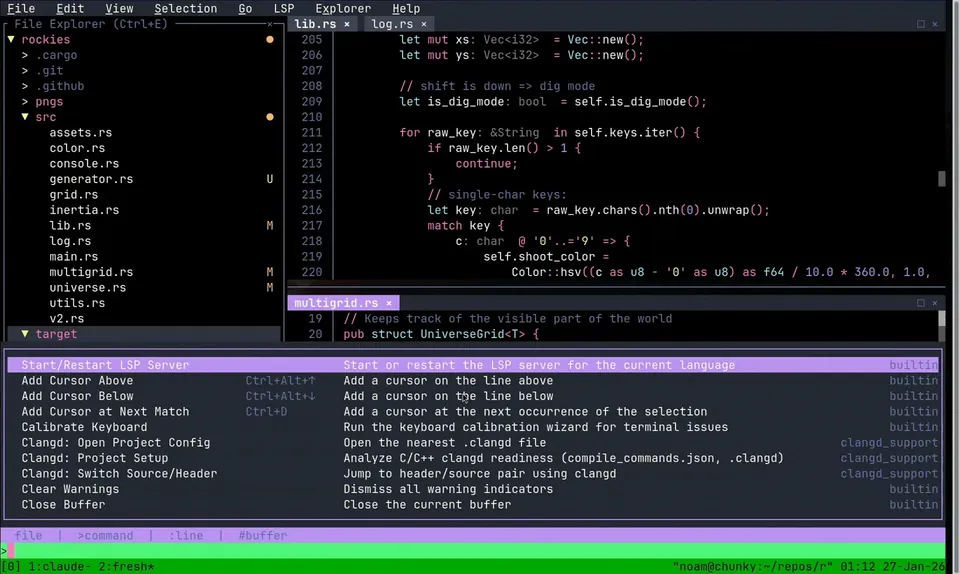 File Edit View Selection Go LSP Explorer Help
File Explorer (Ctrl+E) ×
▼ rockies ●
> .cargo
> .git
> .github
> pngs
▼ src ●
assets.rs
color.rs
console.rs
generator.rs U
grid.rs
inertia.rs
lib.rs M
log.rs
main.rs
multigrid.rs M
universe.rs M
utils.rs
v2.rs
▼ target
lib.rs × log.rs × □ ×
205 let mut xs: Vec<i32> = Vec::new();
206 let mut ys: Vec<i32> = Vec::new();
207
208 // shift is down => dig mode
209 let is_dig_mode: bool = self.is_dig_mode();
210
211 for raw_key: &String in self.keys.iter() {
212 if raw_key.len() > 1 {
213 continue;
214 }
215 // single-char keys:
216 let key: char = raw_key.chars().nth(0).unwrap();
217 match key {
218 c: char @ '0'..='9' => {
219 self.shoot_color =
220 Color::hsv((c as u8 - '0' as u8) as f64 / 10.0 * 360.0, 1.0,
multigrid.rs × □ ×
19 // Keeps track of the visible part of the world
20 pub struct UniverseGrid<T> {
Start/Restart LSP Server Start or restart the LSP server for the current language builtin
Add Cursor Above Ctrl+Alt+↑ Add a cursor on the line above builtin
Add Cursor Below Ctrl+Alt+↓ Add a cursor on the line below builtin
Add Cursor at Next Match Ctrl+D Add a cursor at the next occurrence of the selection builtin
Calibrate Keyboard Run the keyboard calibration wizard for terminal issues builtin
Clangd: Open Project Config Open the nearest .clangd file clangd_support
Clangd: Project Setup Analyze C/C++ clangd readiness (compile_commands.json, .clangd) clangd_support
Clangd: Switch Source/Header Jump to header/source pair using clangd clangd_support
Clear Warnings Dismiss all warning indicators builtin
Close Buffer Close the current buffer builtin
file | >command | :line | #buffer
>
[0] 1:claude- 2:fresh* "noam@chunky:~/repos/r" 01:12 27-Jan-26